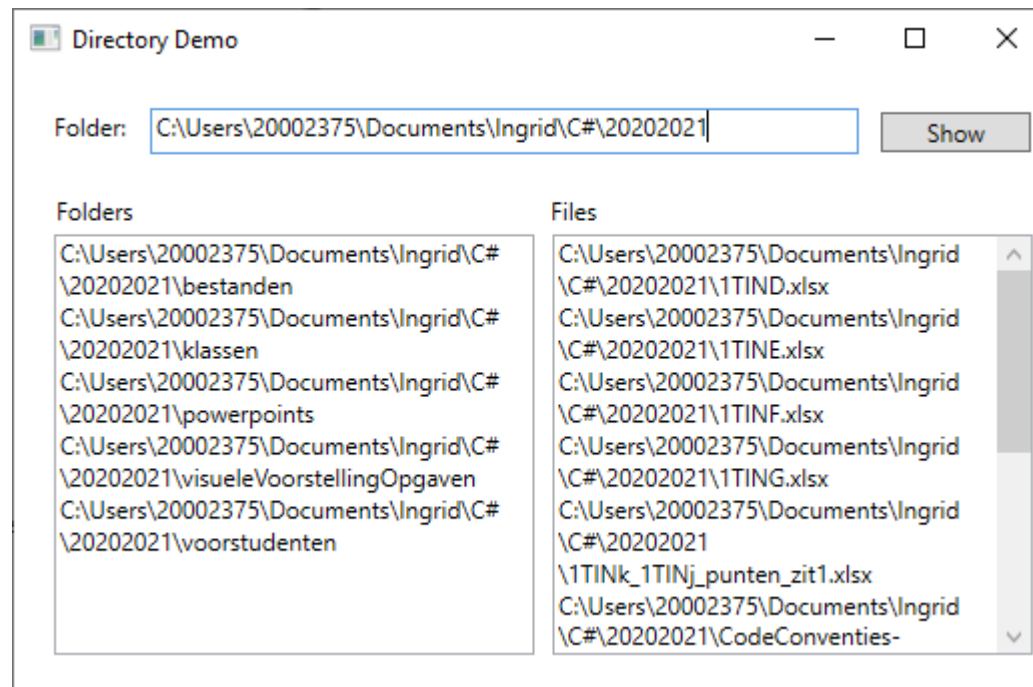 Directory Demo
Folder: C:\Users\20002375\Documents\Ingrid\C#\20202021 Show
Folders
C:\Users\20002375\Documents\Ingrid\C#
\20202021\bestanden
C:\Users\20002375\Documents\Ingrid\C#
\20202021\klassen
C:\Users\20002375\Documents\Ingrid\C#
\20202021\powerpoints
C:\Users\20002375\Documents\Ingrid\C#
\20202021\visueleVoorstellingOpgaven
C:\Users\20002375\Documents\Ingrid\C#
\20202021\voorstudenten
Files
C:\Users\20002375\Documents\Ingrid
\C#\20202021\1TIND.xlsx
C:\Users\20002375\Documents\Ingrid
\C#\20202021\1TINE.xlsx
C:\Users\20002375\Documents\Ingrid
\C#\20202021\1TINF.xlsx
C:\Users\20002375\Documents\Ingrid
\C#\20202021\1TING.xlsx
C:\Users\20002375\Documents\Ingrid
\C#\20202021
\1TINk_1TINj_punten_zit1.xlsx
C:\Users\20002375\Documents\Ingrid
\C#\20202021\CodeConventies-